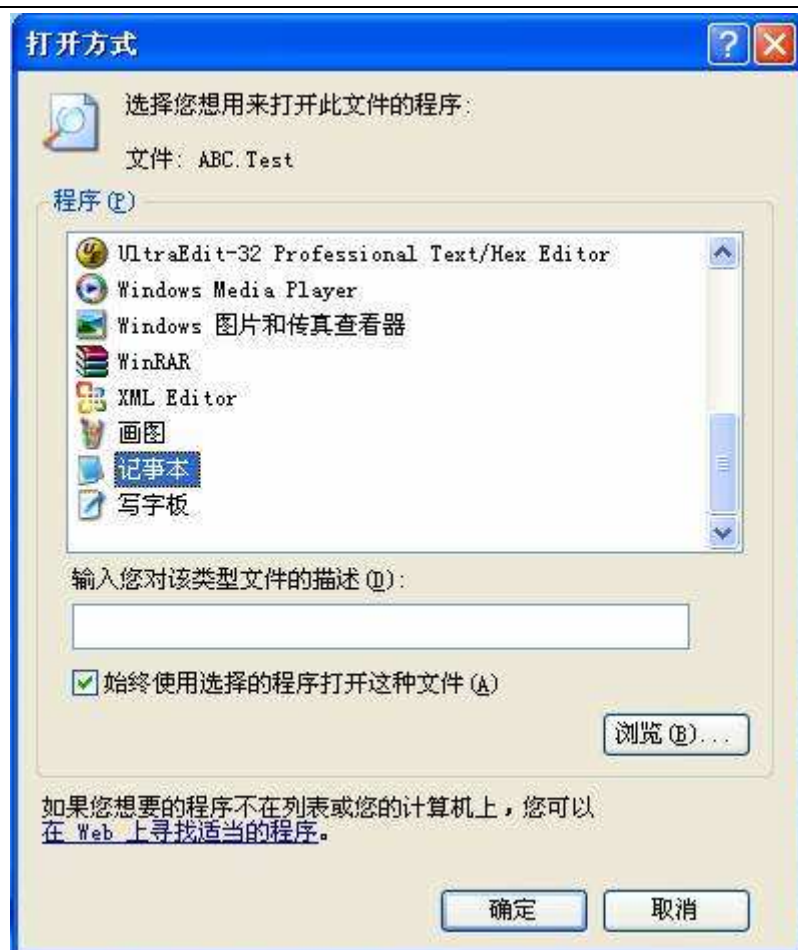 打开方式
选择您想用来打开此文件的程序:
文件: ABC.Test
程序(P)
UltraEdit-32 Professional Text/Hex Editor
Windows Media Player
Windows 图片和传真查看器
WinRAR
XML Editor
画图
记事本
写字板
输入您对该类型文件的描述(D):
始终使用选择的程序打开这种文件(A)
浏览(B)...
如果您想要的程序不在列表或您的计算机上，您可以
在 Web 上寻找适当的程序。
确定 取消